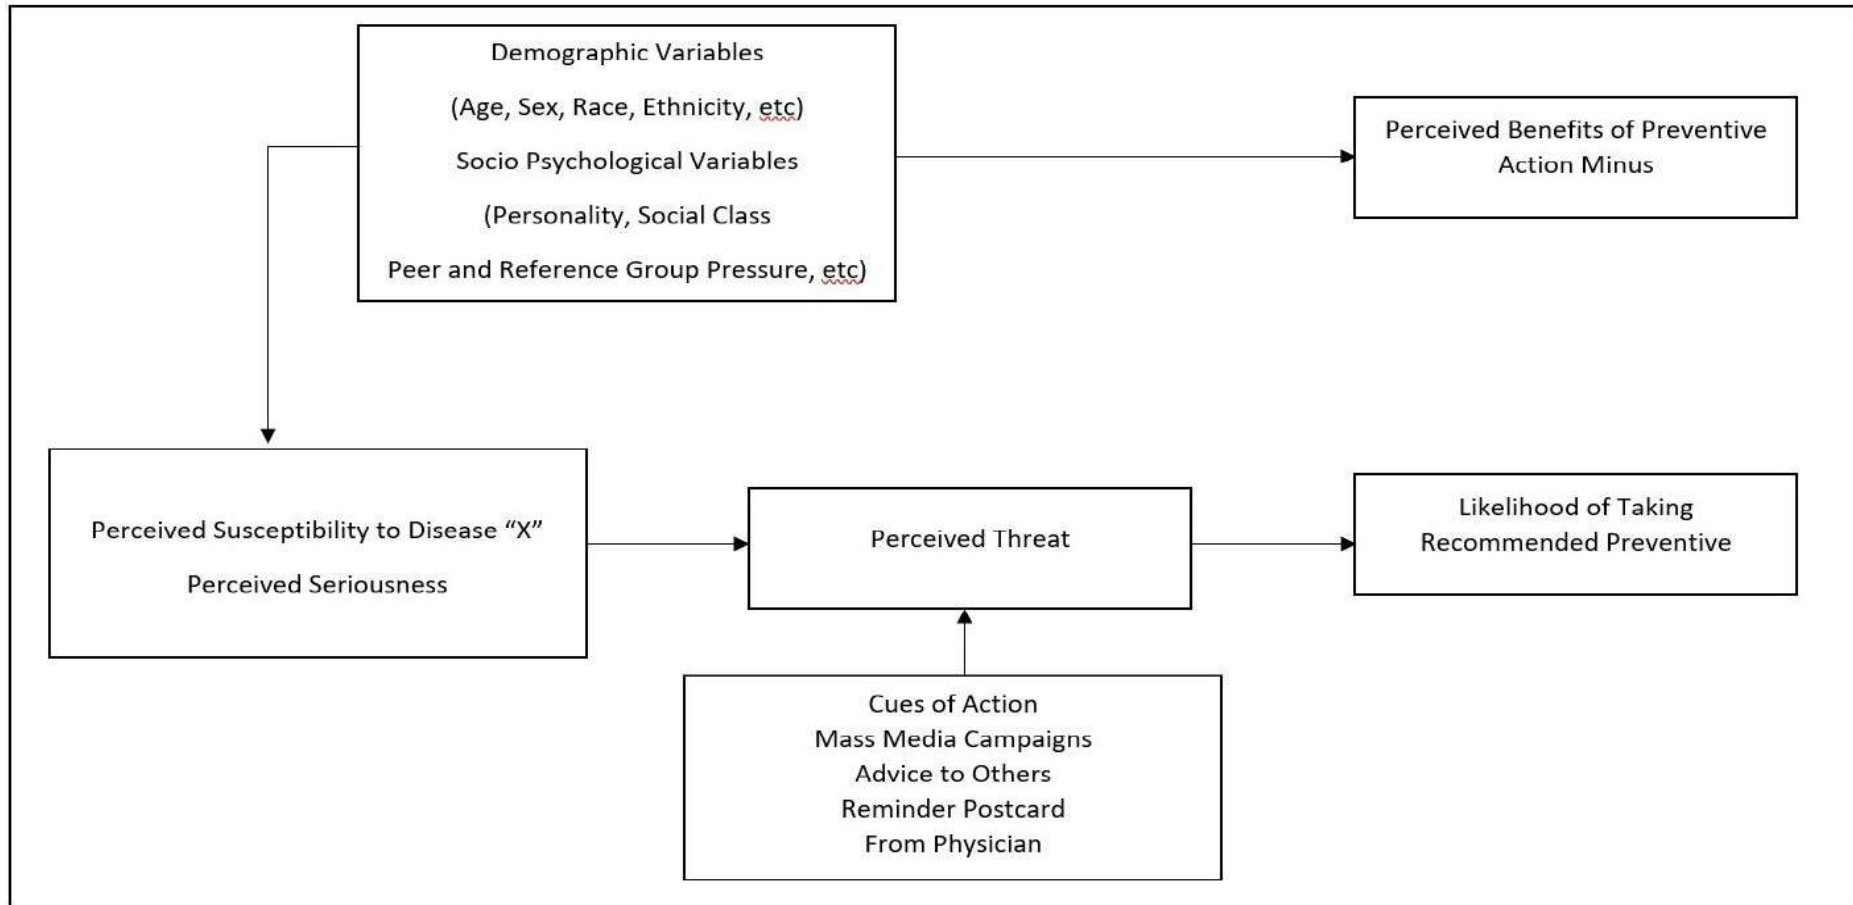 Demographic Variables
(Age, Sex, Race, Ethnicity, etc)
Socio Psychological Variables
(Personality, Social Class
Peer and Reference Group Pressure, etc)
Perceived Benefits of Preventive
Action Minus
Perceived Susceptibility to Disease “X”
Perceived Seriousness
Perceived Threat
Likelihood of Taking
Recommended Preventive
Cues of Action
Mass Media Campaigns
Advice to Others
Reminder Postcard
From Physician